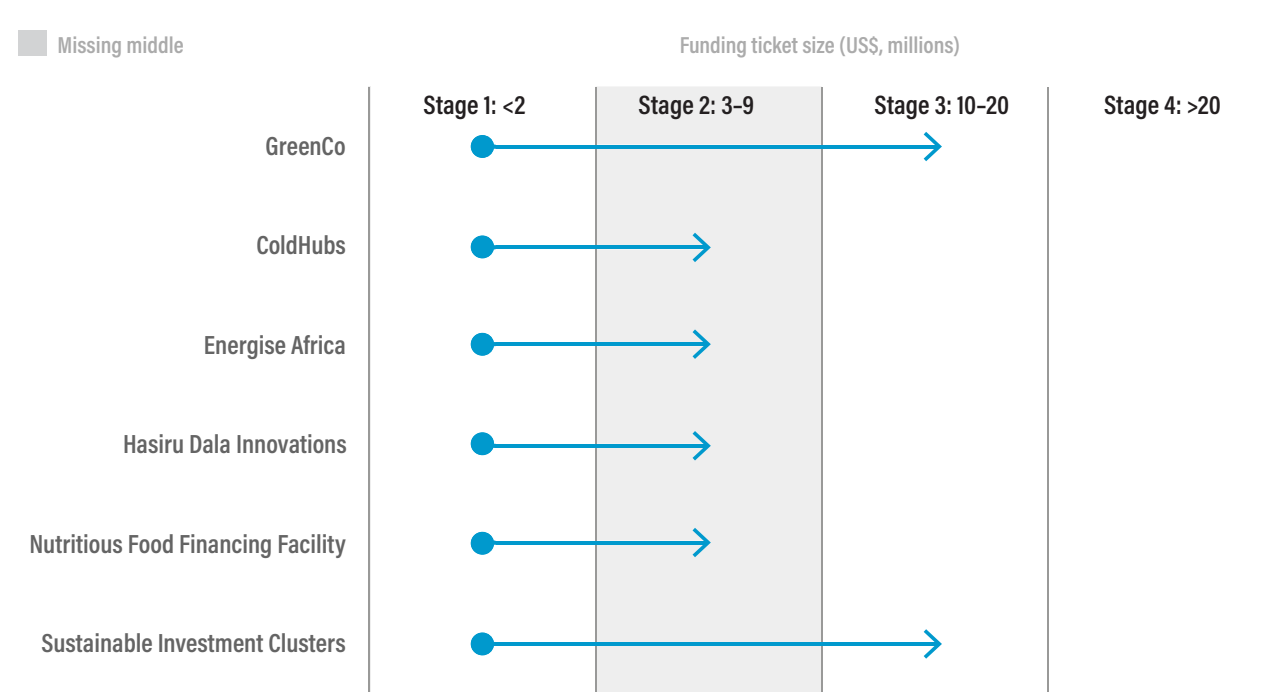 Missing middle
Funding ticket size (US$, millions)
Stage 1: <2
Stage 2: 3–9
Stage 3: 10–20
Stage 4: >20
GreenCo
ColdHubs
Energise Africa
Hasiru Dala Innovations
Nutritious Food Financing Facility
Sustainable Investment Clusters